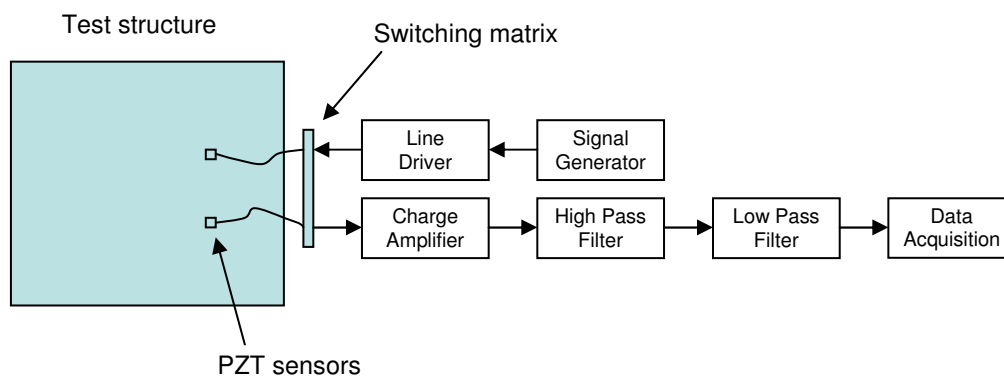 Test structure
Switching matrix
Line
Driver
Signal
Generator
Charge
Amplifier
High Pass
Filter
Low Pass
Filter
Data
Acquisition
PZT sensors